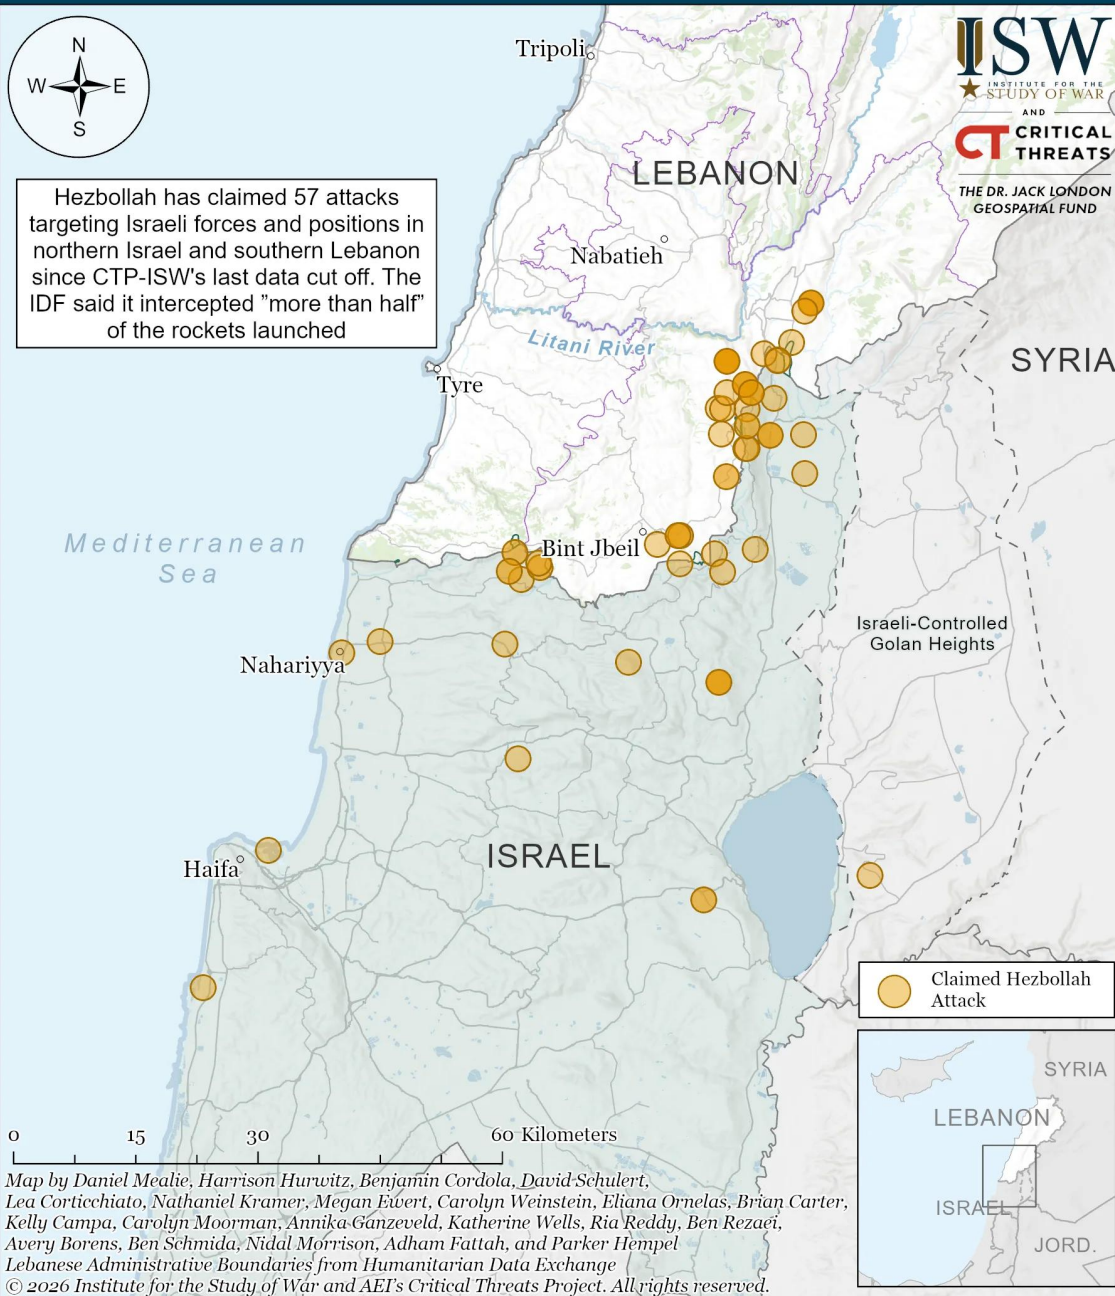 N
W
E
S
Tripoli
ISW
INSTITUTE FOR THE
STUDY OF WAR
AND
CT CRITICAL
THREATS
THE DR. JACK LONDON
GEOSPATIAL FUND
LEBANON
Hezbollah has claimed 57 attacks
targeting Israeli forces and positions in
northern Israel and southern Lebanon
since CTP-ISW's last data cut off. The
IDF said it intercepted ”more than half”
of the rockets launched
Nabatieh
Litani River
SYRIA
Tyre
Mediterranean
Sea
Bint Jbeil
Israeli-Controlled
Golan Heights
Nahariyya
ISRAEL
Haifa
Claimed Hezbollah
Attack
SYRIA
LEBANON
ISRAEL
JORD.
0 15 30 60 Kilometers
Map by Daniel Mealie, Harrison Hurwitz, Benjamin Cordola, David Schulert,
Lea Corticchiato, Nathaniel Kramer, Megan Ewert, Carolyn Weinstein, Eliana Ornelas, Brian Carter,
Kelly Campa, Carolyn Moorman, Annika Ganzeveld, Katherine Wells, Ria Reddy, Ben Rezaei,
Avery Borens, Ben Schmida, Nidal Morrison, Adham Fattah, and Parker Hempel
Lebanese Administrative Boundaries from Humanitarian Data Exchange
© 2026 Institute for the Study of War and AEI's Critical Threats Project. All rights reserved.